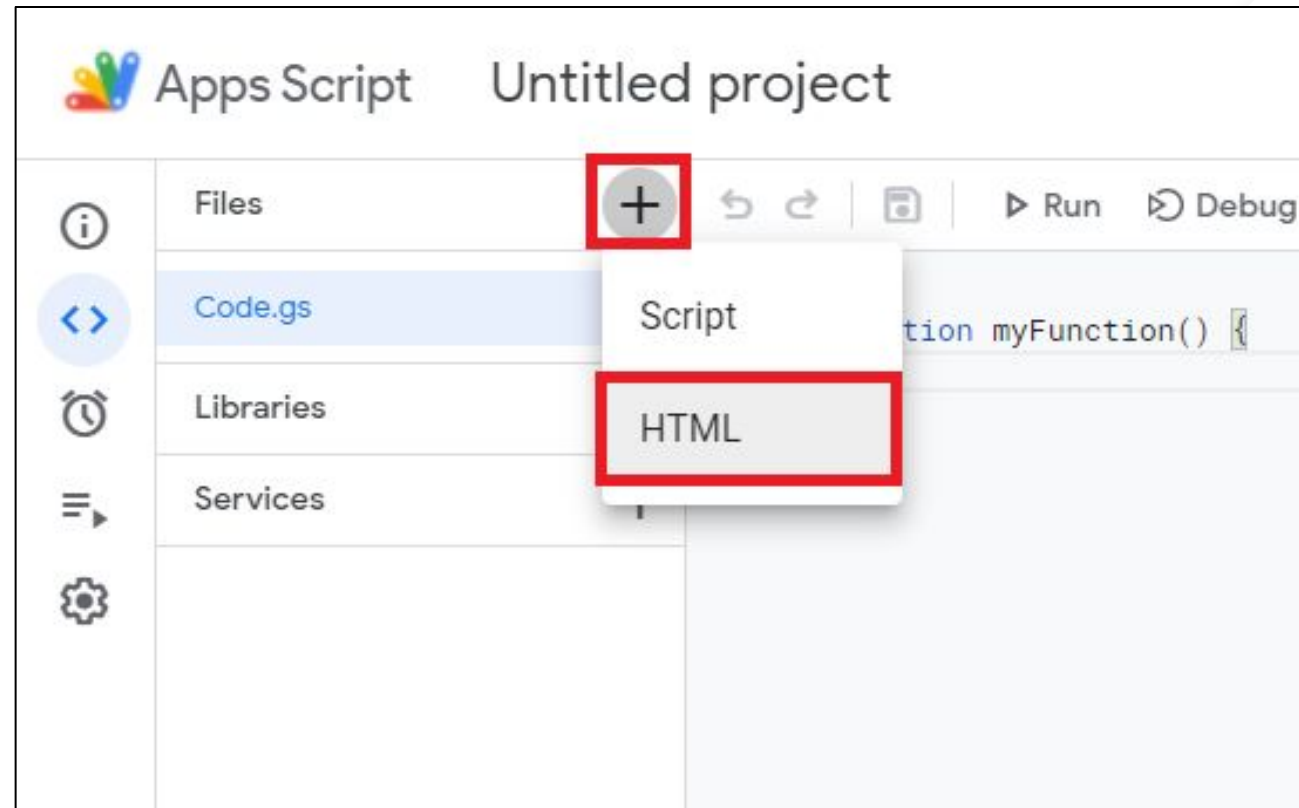 Apps Script Untitled project
Files
Run Debug
Code.gs
Script
tion myFunction() {
Libraries
HTML
Services